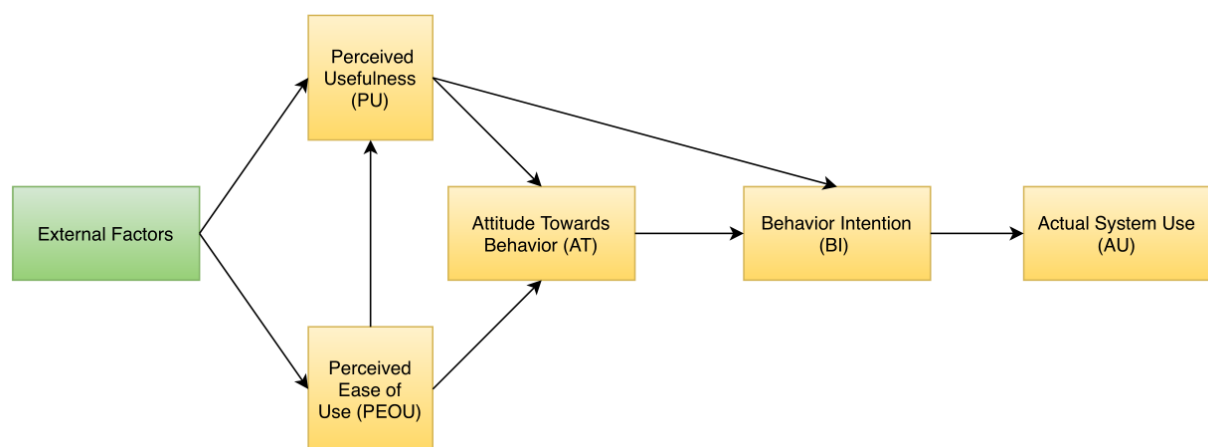 Perceived
Usefulness
(PU)
External Factors
Attitude Towards
Behavior (AT)
Behavior Intention
(BI)
Actual System Use
(AU)
Perceived
Ease of
Use (PEOU)